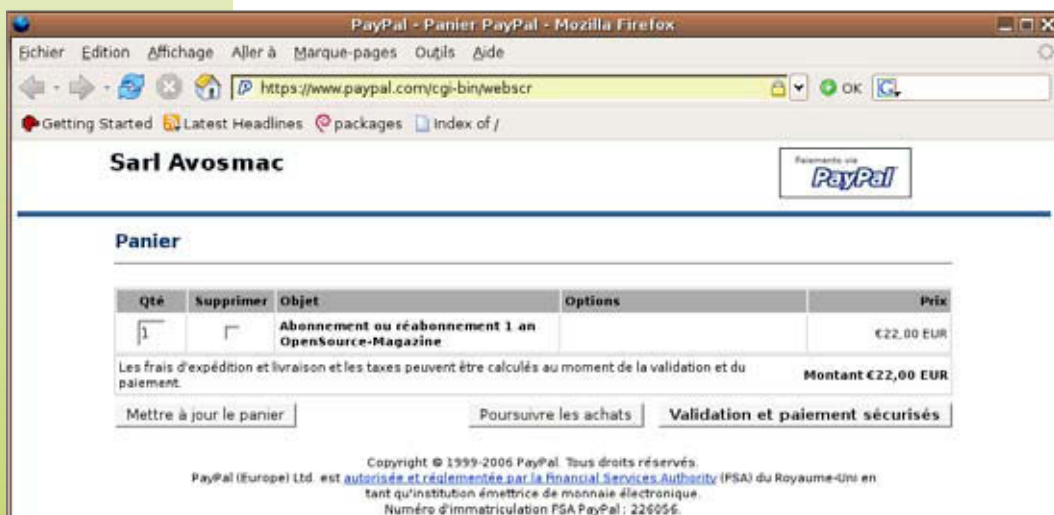 PayPal - Panier PayPal - Mozilla Firefox
Fichier Edition Affichage Aller à Marque-pages Outils Aide
https://www.paypal.com/cgi-bin/webscr OK
Getting Started Latest Headlines packages Index of /
Sarl Avosmac
Paiements via
PayPal
Panier
Qté Supprimer Objet Options Prix
1 Abonnement ou réabonnement 1 an
OpenSource-Magazine €22,00 EUR
Les frais d'expédition et livraison et les taxes peuvent être calculés au moment de la validation et du
paiement. Montant €22,00 EUR
Mettre à jour le panier Poursuivre les achats Validation et paiement sécurisés
Copyright © 1999-2006 PayPal. Tous droits réservés.
PayPal (Europe) Ltd. est autorisée et réglementée par la Financial Services Authority (FSA) du Royaume-Uni en
tant qu'institution émettrice de monnaie électronique.
Numéro d'immatriculation FSA PayPal : 226056.